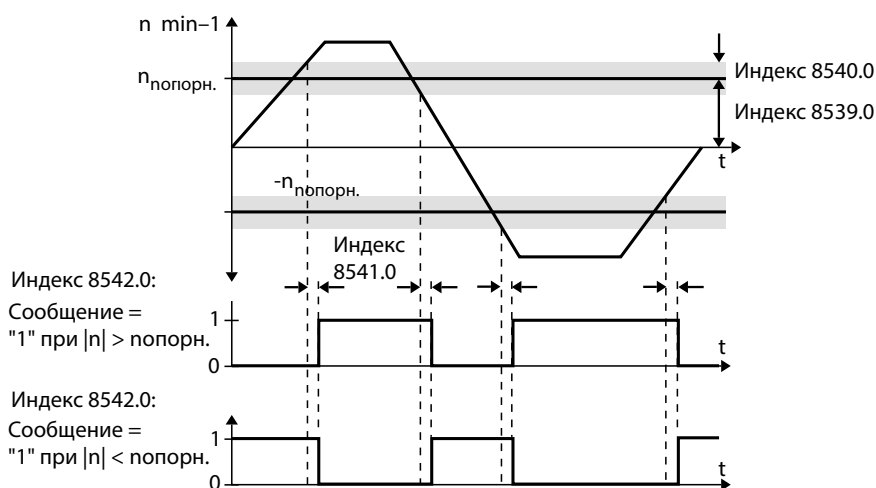 n min–1
nпопорн.
Индекс 8540.0
Индекс 8539.0
t
-nпопорн.
Индекс
8541.0
Индекс 8542.0:
Сообщение =
"1" при |n| > nопорн.
1
0
t
Индекс 8542.0:
Сообщение =
"1" при |n| < nопорн.
1
0
t